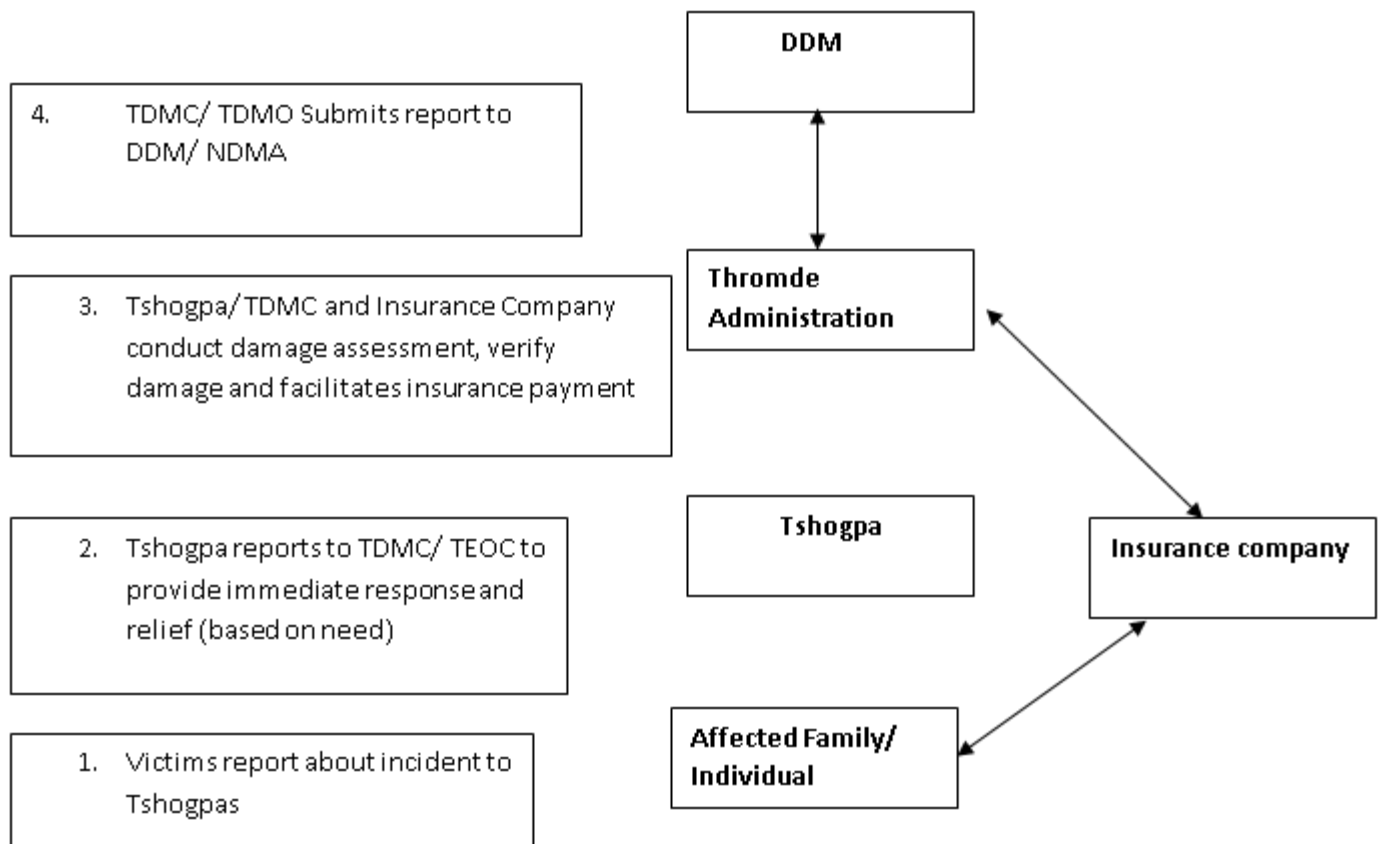 DDM
4. TDMC/ TDMO Submits report to
DDM/ NDMA
Thromde
Administration
3. Tshogpa/TDMC and Insurance Company
conduct damage assessment, verify
damage and facilitates insurance payment
Tshogpa
Insurance company
2. Tshogpa reports to TDMC/ TEOC to
provide immediate response and
relief (based on need)
Affected Family/
Individual
1. Victims report about incident to
Tshogpas